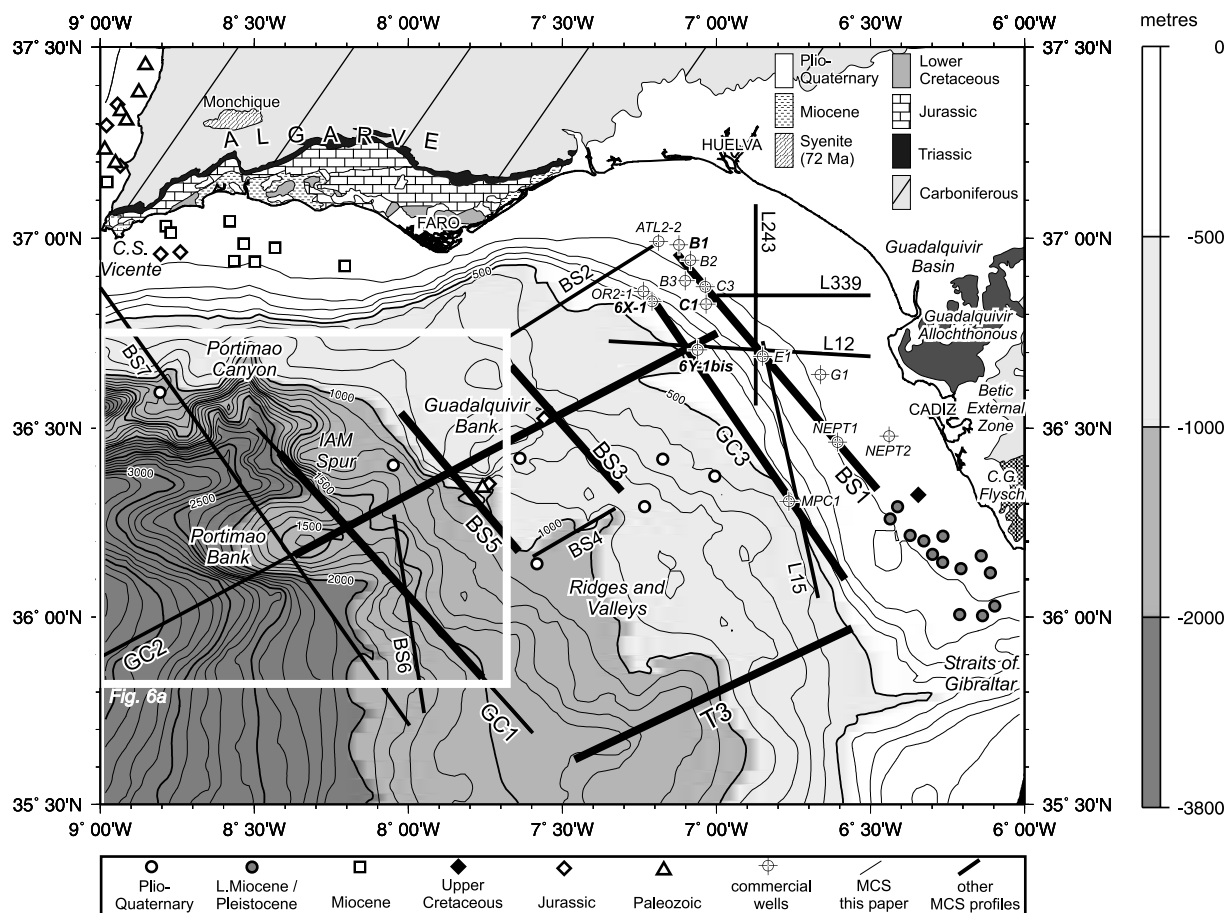 9˚ 00'W
8˚ 30'W
8˚ 00'W
7˚ 30'W
7˚ 00'W
6˚ 30'W
6˚ 00'W
metres
37˚ 30'N
37˚ 30'N
0
Plio-
Quaternary
Miocene
Syenite
(72 Ma)
Lower
Cretaceous
Jurassic
Triassic
Carboniferous
Monchique
ALGARVE
HUELVA
FARO
37˚ 00'N
37˚ 00'N
-500
C.S.
Vicente
ATL2-2
B1
B2
B3
C3
OR2-1
6X-1
C1
L243
L339
L12
Guadalquivir
Basin
Guadalquivir
Allochthonous
BS2
500
BS7
Portimao
Canyon
6Y-1bis
E1
G1
Betic
External
Zone
CADIZ
1000
Guadalquivir
Bank
500
36˚ 30'N
36˚ 30'N
-1000
IAM
Spur
NEPT1
NEPT2
3000
2500
1500
BS3
GC3
BS1
C.G.
Flysch
MPC1
1500
Portimao
Bank
BS5
1000
BS4
2000
L15
Ridges and
Valleys
36˚ 00'N
36˚ 00'N
-2000
GC2
BS6
Fig. 6a
GC1
T3
Straits of
Gibraltar
35˚ 30'N
35˚ 30'N
-3800
9˚ 00'W
8˚ 30'W
8˚ 00'W
7˚ 30'W
7˚ 00'W
6˚ 30'W
6˚ 00'W
Plio-
Quaternary
L.Miocene /
Pleistocene
Miocene
Upper
Cretaceous
Jurassic
Paleozoic
commercial
wells
MCS
this paper
other
MCS profiles